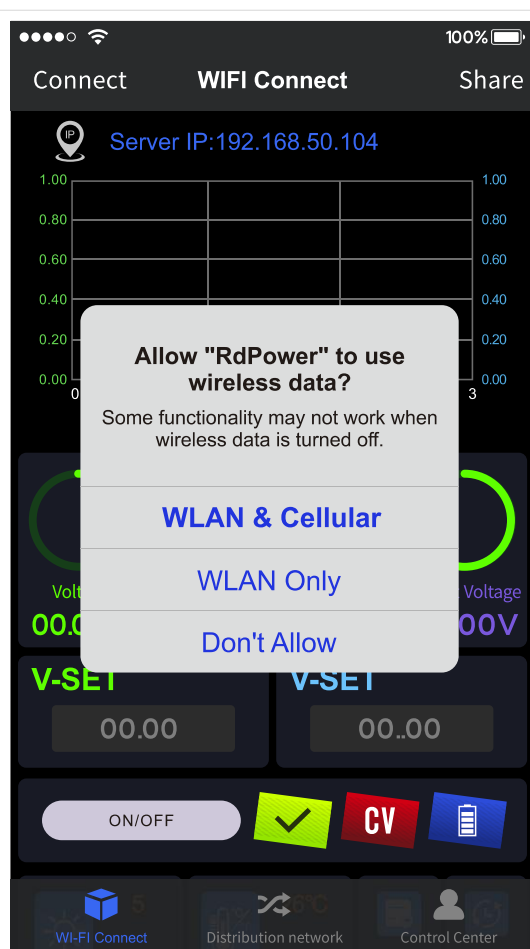 100%
Connect
WIFI Connect
Share
IP
Server IP:192.168.50.104
1.00
1.00
0.80
0.80
0.60
0.60
0.40
0.40
0.20
0.20
0.00
0.00
0
3
Allow "RdPower" to use
wireless data?
Some functionality may not work when
wireless data is turned off.
WLAN & Cellular
WLAN Only
Don't Allow
Voltage
V-SET
V-SET
00.00
00..00
ON/OFF
CV
5
6°C
WI-FI Connect
Distribution network
Control Center